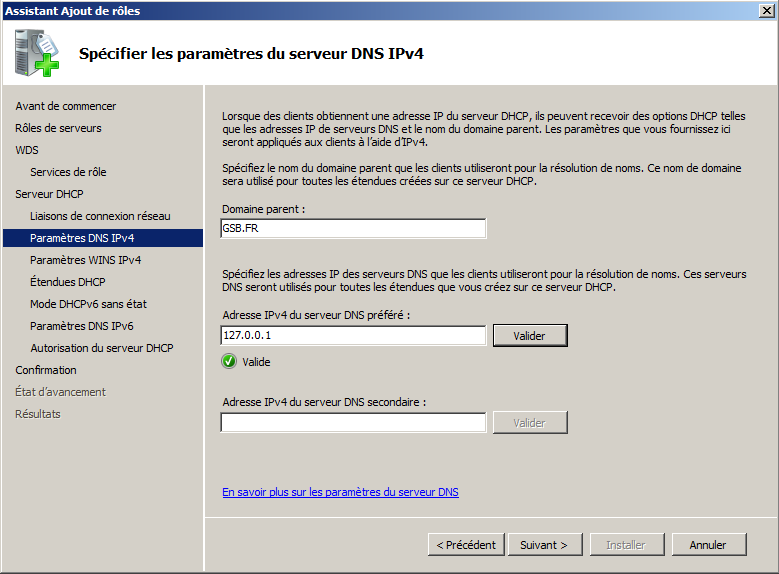 Assistant Ajout de rôles
Spécifier les paramètres du serveur DNS IPv4
Avant de commencer
Rôles de serveurs
WDS
Services de rôle
Serveur DHCP
Liaisons de connexion réseau
Paramètres DNS IPv4
Paramètres WINS IPv4
Étendues DHCP
Mode DHCPv6 sans état
Paramètres DNS IPv6
Autorisation du serveur DHCP
Confirmation
État d'avancement
Résultats
Lorsque des clients obtiennent une adresse IP du serveur DHCP, ils peuvent recevoir des options DHCP telles
que les adresses IP de serveurs DNS et le nom du domaine parent. Les paramètres que vous fournissez ici
seront appliqués aux clients à l'aide d'IPv4.
Spécifiez le nom du domaine parent que les clients utiliseront pour la résolution de noms. Ce nom de domaine
sera utilisé pour toutes les étendues créées sur ce serveur DHCP.
Domaine parent :
GSB.FR
Spécifiez les adresses IP des serveurs DNS que les clients utiliseront pour la résolution de noms. Ces serveurs
DNS seront utilisés pour toutes les étendues que vous créez sur ce serveur DHCP.
Adresse IPv4 du serveur DNS préféré :
127.0.0.1
Valider
Valide
Adresse IPv4 du serveur DNS secondaire :
Valider
En savoir plus sur les paramètres du serveur DNS
< Précédent
Suivant >
Installer
Annuler